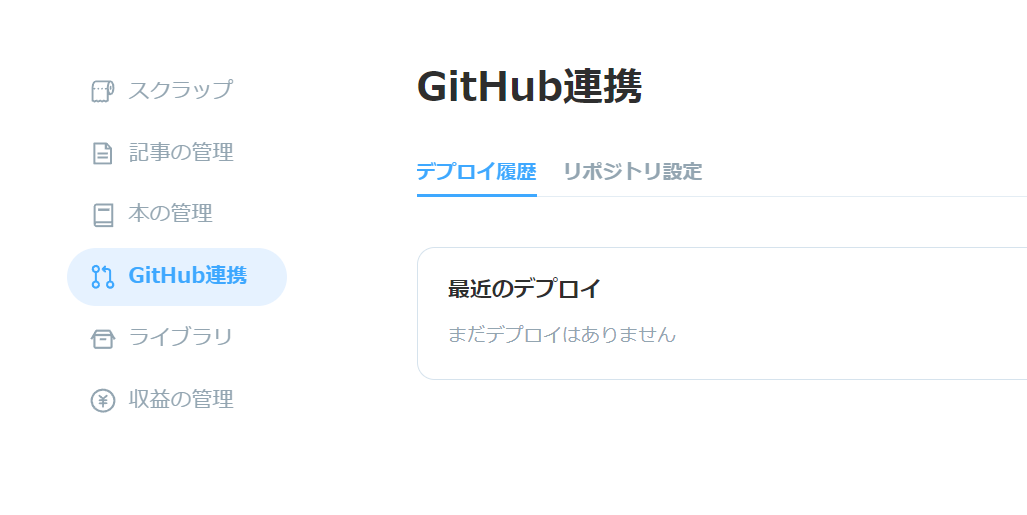 スクラップ
記事の管理
本の管理
GitHub連携
ライブラリ
収益の管理
GitHub連携
デプロイ履歴 リポジトリ設定
最近のデプロイ
まだデプロイはありません